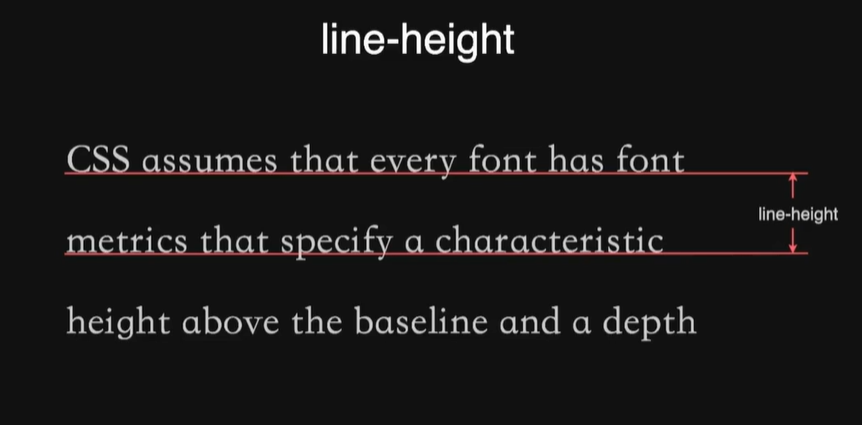 line-height
CSS assumes that every font has font
line-height
metrics that specify a characteristic
height above the baseline and a depth